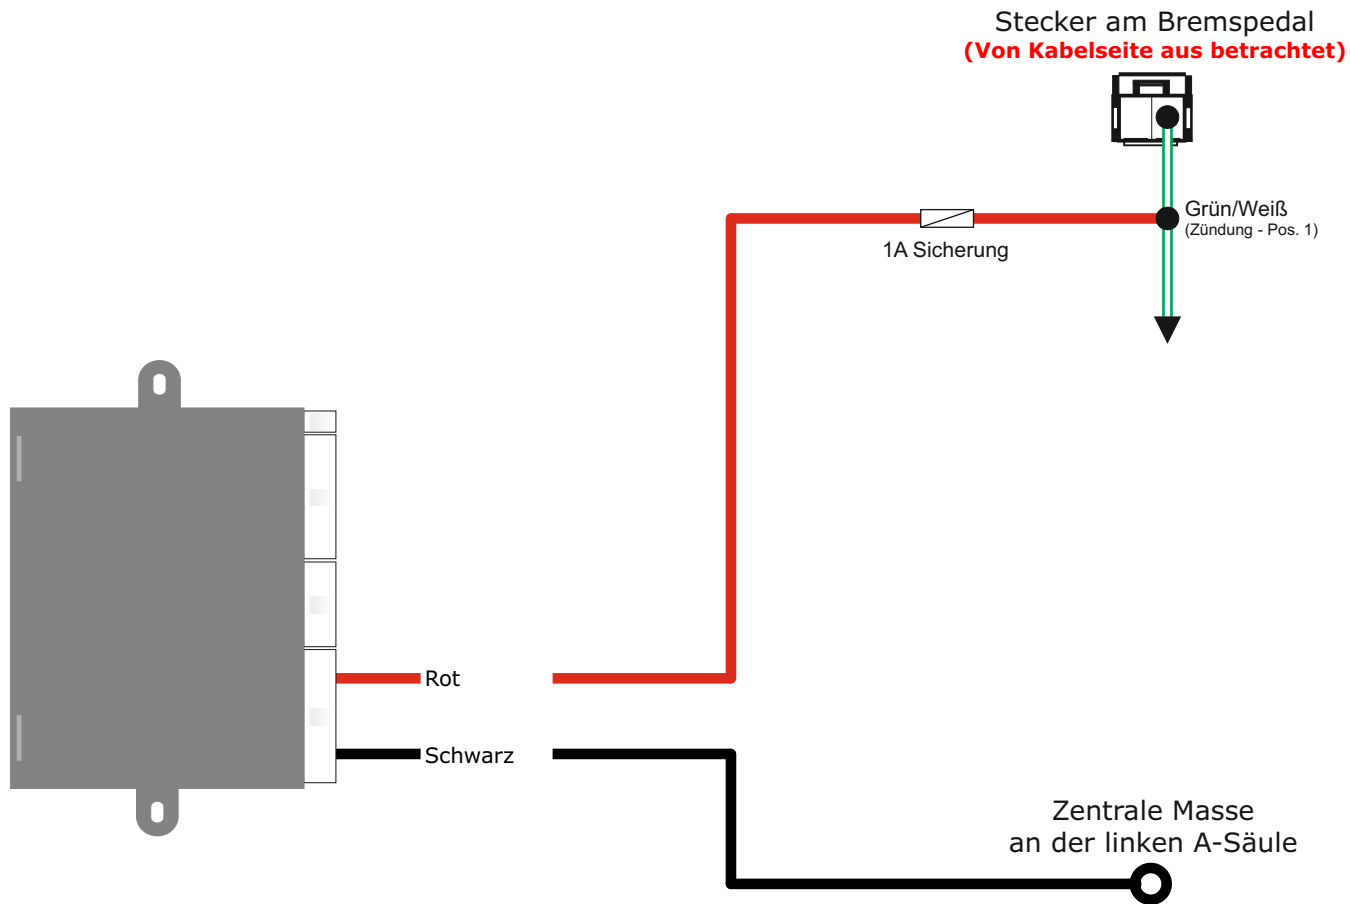 Stecker am Bremspedal
(Von Kabelseite aus betrachtet)
Grün/Weiß
(Zündung - Pos. 1)
1A Sicherung
Rot
Schwarz
Zentrale Masse
an der linken A-Säule